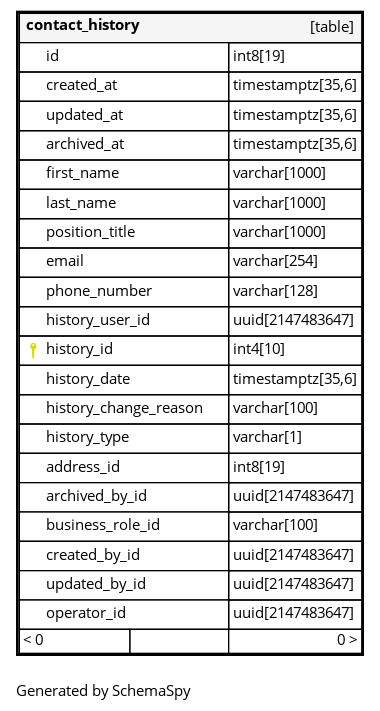 contact_history [table]
id int8[19]
created_at timestamptz[35,6]
updated_at timestamptz[35,6]
archived_at timestamptz[35,6]
first_name varchar[1000]
last_name varchar[1000]
position_title varchar[1000]
email varchar[254]
phone_number varchar[128]
history_user_id uuid[2147483647]
history_id int4[10]
history_date timestamptz[35,6]
history_change_reason varchar[100]
history_type varchar[1]
address_id int8[19]
archived_by_id uuid[2147483647]
business_role_id varchar[100]
created_by_id uuid[2147483647]
updated_by_id uuid[2147483647]
operator_id uuid[2147483647]
< 0 0 >
Generated by SchemaSpy